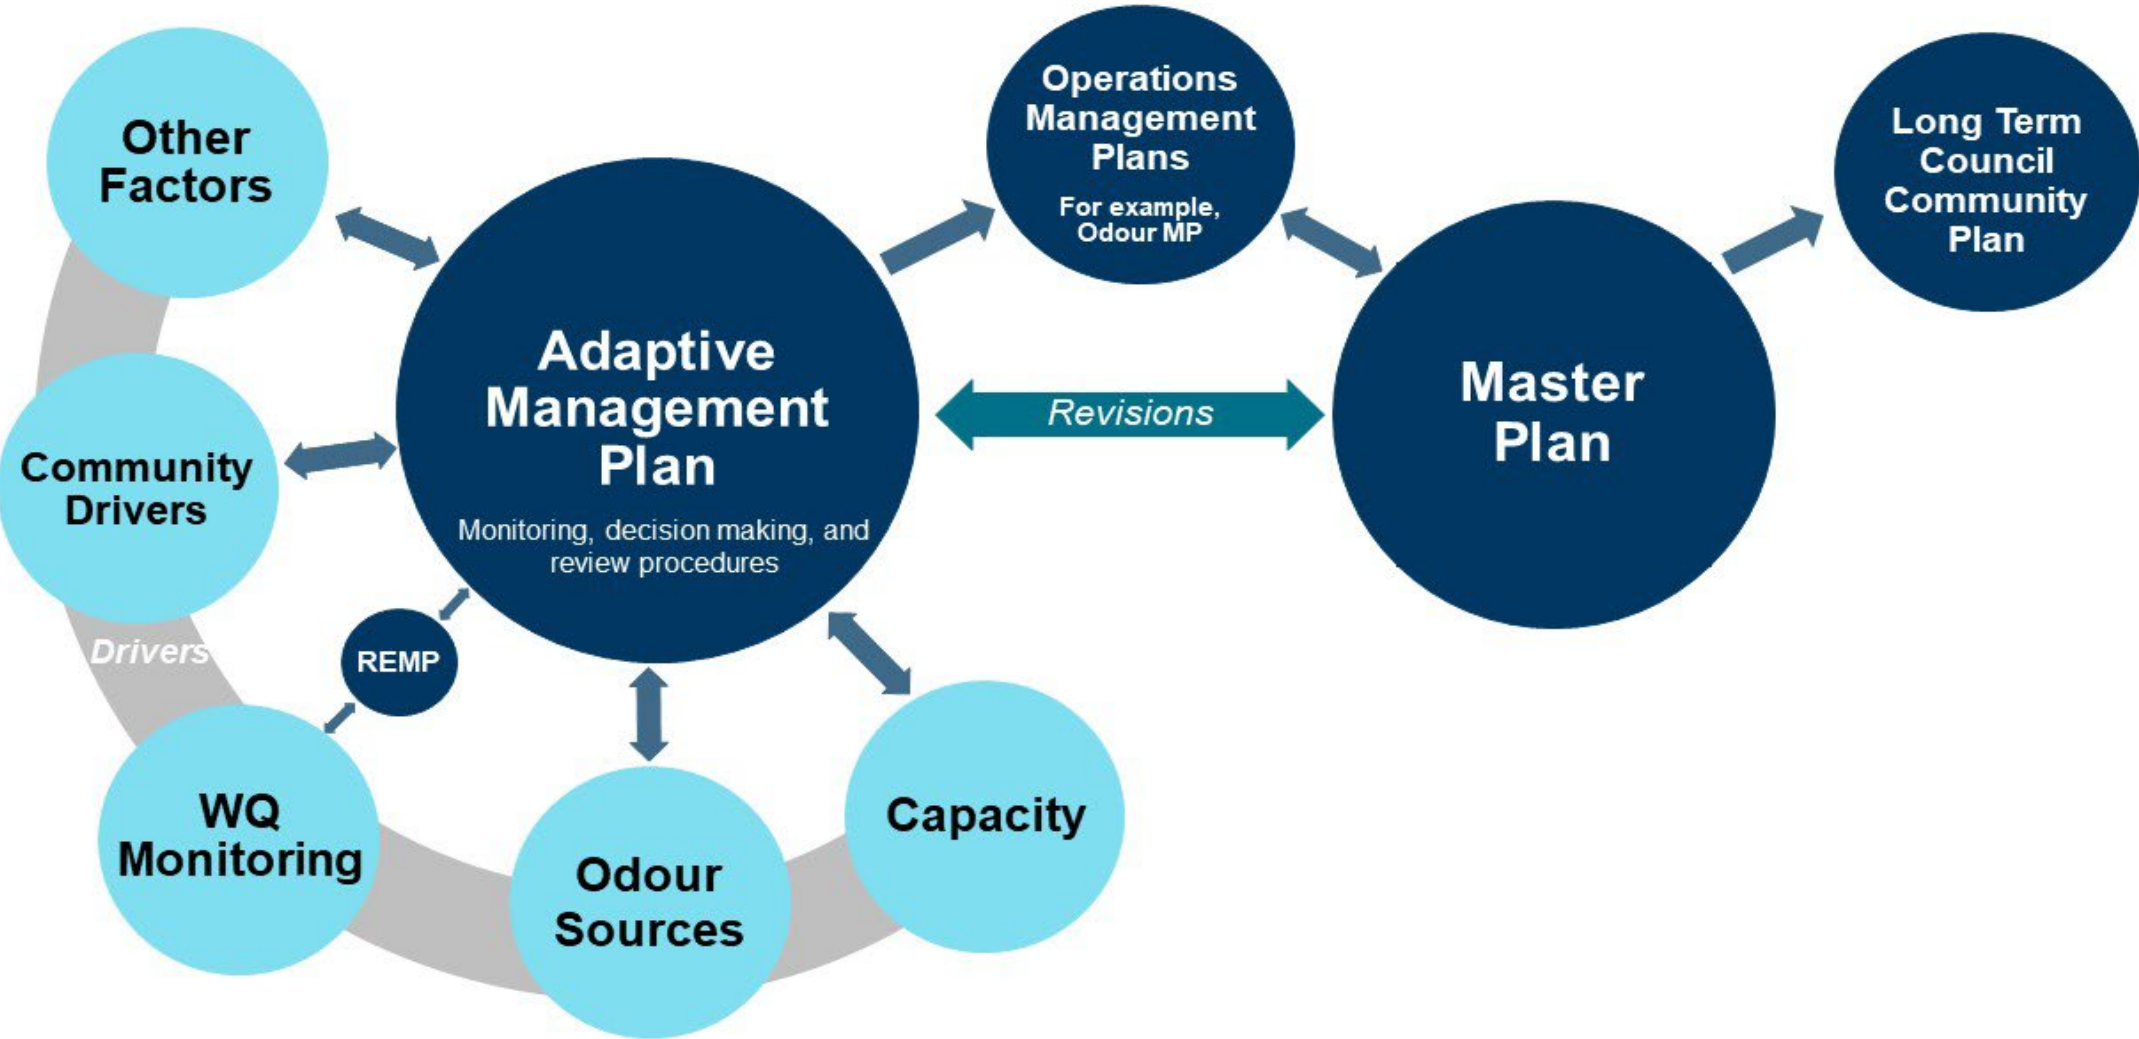 Other
Factors
Community
Drivers
Drivers
WQ
Monitoring
REMP
Odour
Sources
Capacity
Adaptive
Management
Plan
Monitoring, decision making, and
review procedures
Operations
Management
Plans
For example,
Odour MP
Revisions
Master
Plan
Long Term
Council
Community
Plan